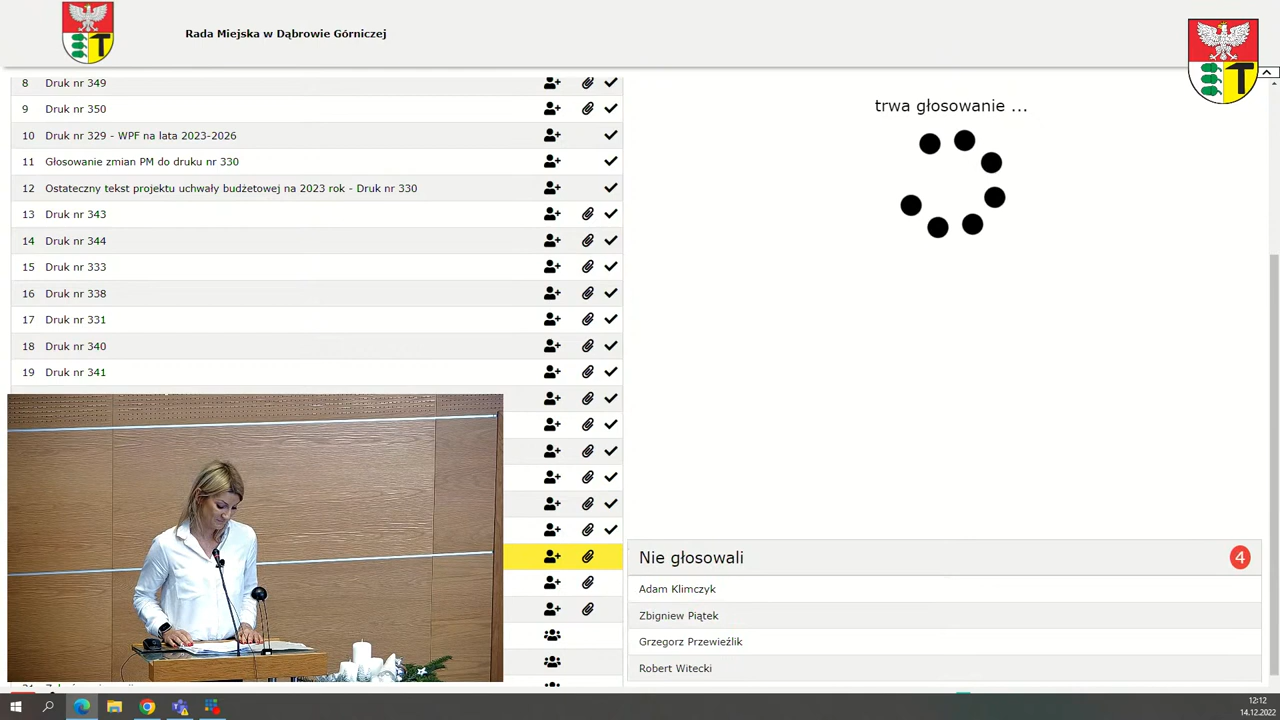 Rada Miejska w Dąbrowie Górniczej
8 Druk nr 349
9 Druk nr 350
10 Druk nr 329 - WPF na lata 2023-2026
11 Głosowanie zmian PM do druku nr 330
12 Ostateczny tekst projektu uchwały budżetowej na 2023 rok - Druk nr 330
13 Druk nr 343
14 Druk nr 344
15 Druk nr 333
16 Druk nr 338
17 Druk nr 331
18 Druk nr 340
19 Druk nr 341
trwa głosowanie ...
Nie głosowali 4
Adam Klimczyk
Zbigniew Piątek
Grzegorz Przewieźlik
Robert Witecki
12:12
14.12.2022